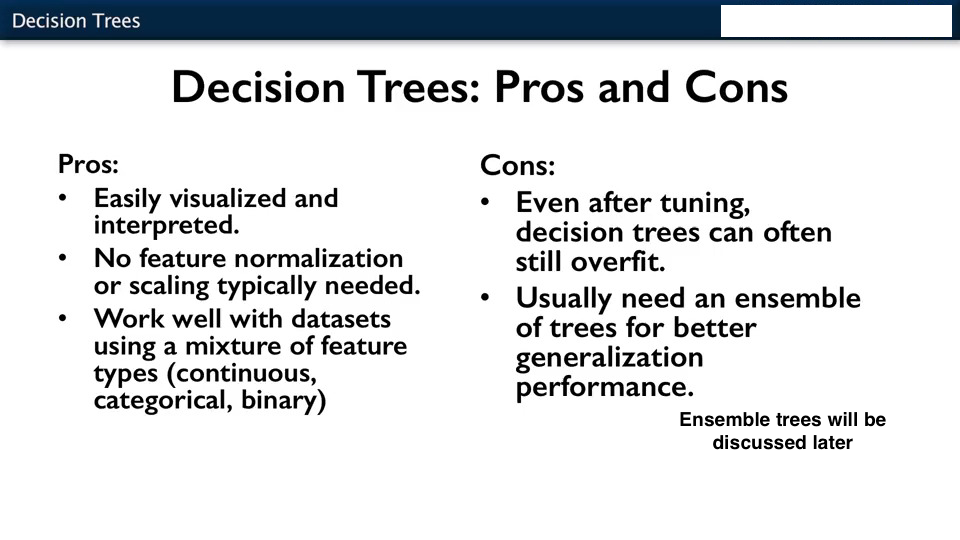 Decision Trees
Decision Trees: Pros and Cons
Pros:
• Easily visualized and
interpreted.
• No feature normalization
or scaling typically needed.
• Work well with datasets
using a mixture of feature
types (continuous,
categorical, binary)
Cons:
• Even after tuning,
decision trees can often
still overfit.
• Usually need an ensemble
of trees for better
generalization
performance.
Ensemble trees will be
discussed later